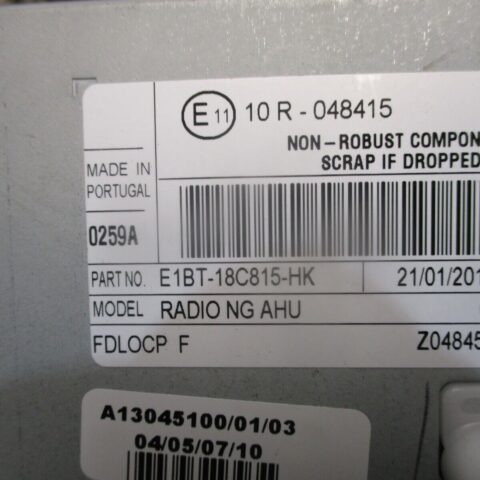 E 11 10 R - 048415
NON-ROBUST COMPON
SCRAP IF DROPPED
MADE IN
PORTUGAL
0259A
PART NO. E1BT-18C815-HK 21/01/201
MODEL RADIO NG AHU
FDLOCP F Z04845
A13045100/01/03
04/05/07/10